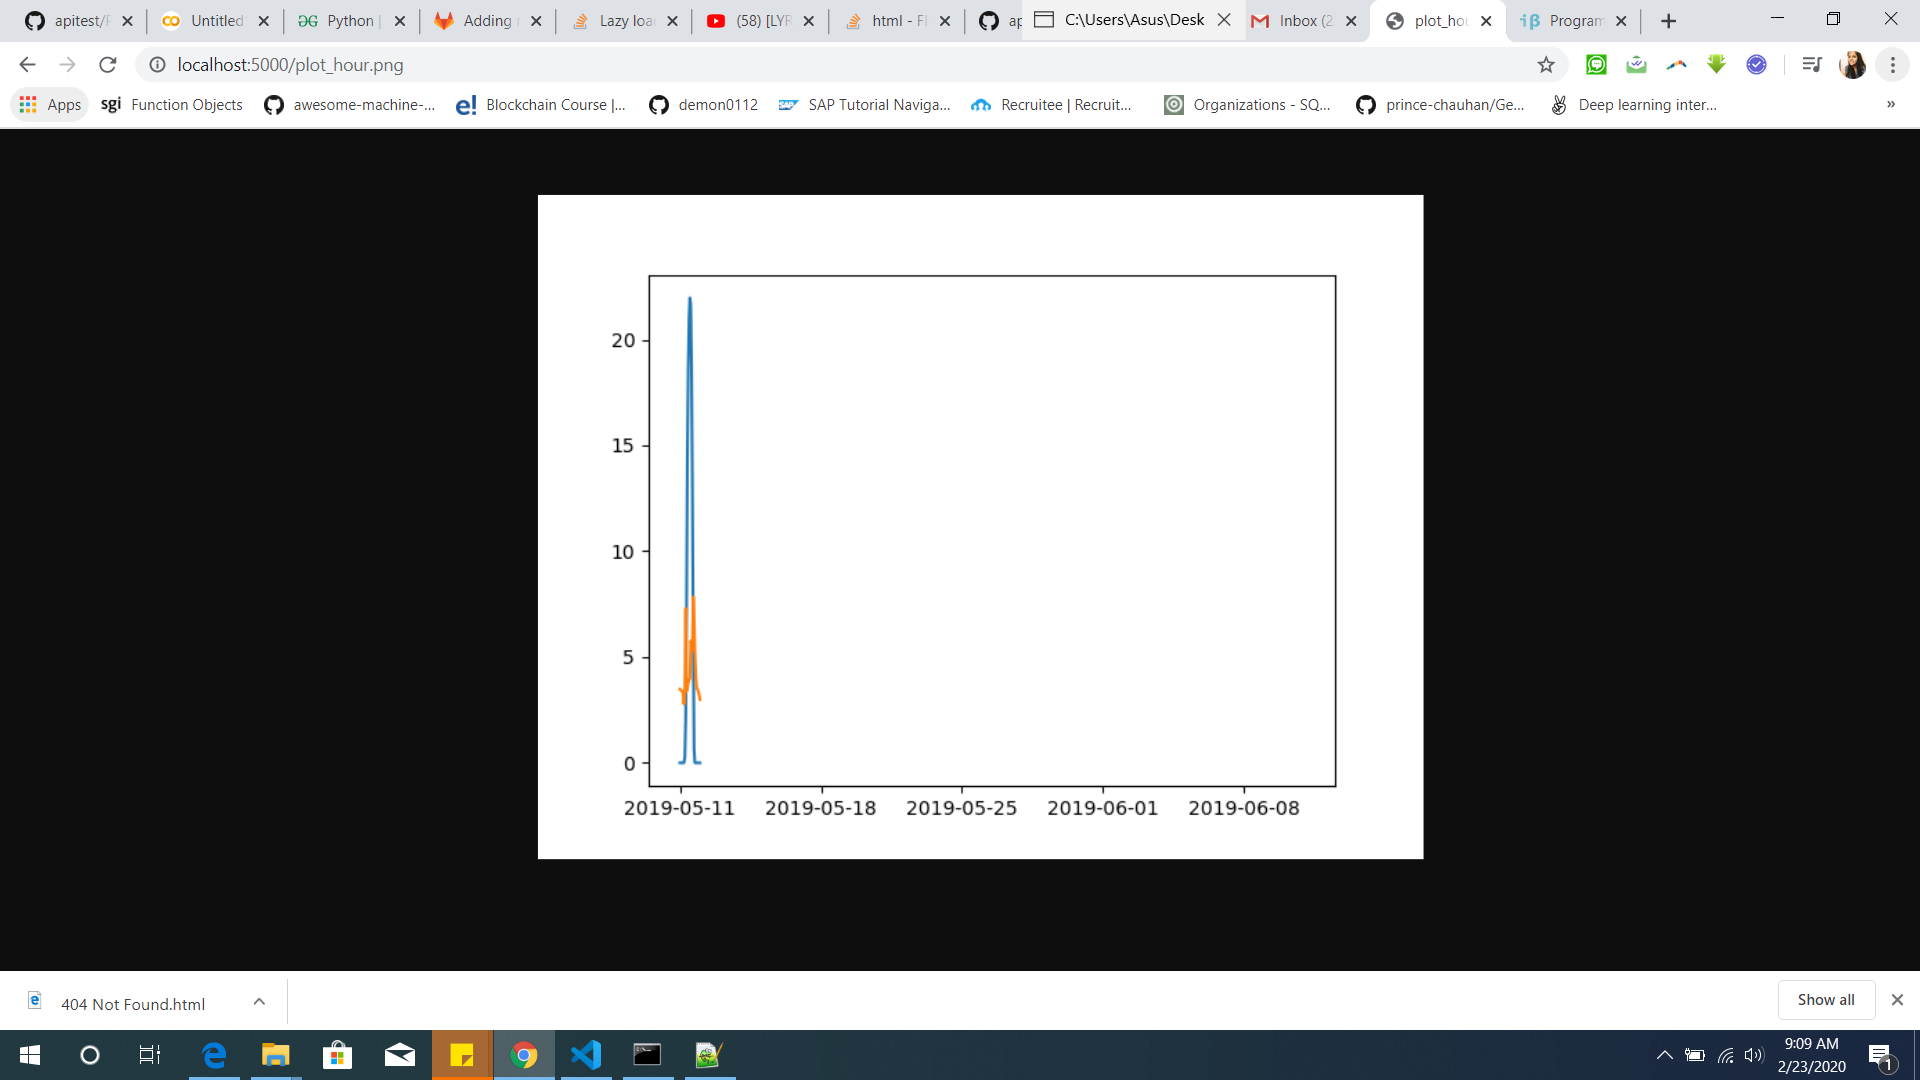 apitest/F
Untitled
Python |
Adding
Lazy loa
(58) [LYR
html - Fl
ap
C:\Users\Asus\Desk
Inbox (2
plot_hou
Program
localhost:5000/plot_hour.png
Apps
sgi Function Objects
awesome-machine-...
e! Blockchain Course |...
demon0112
SAP SAP Tutorial Naviga...
Recruitee | Recruit...
Organizations - SQ...
prince-chauhan/Ge...
Deep learning inter...
»
20
15
10
5
0
2019-05-11 2019-05-18 2019-05-25 2019-06-01 2019-06-08
404 Not Found.html
Show all
9:09 AM
2/23/2020
1